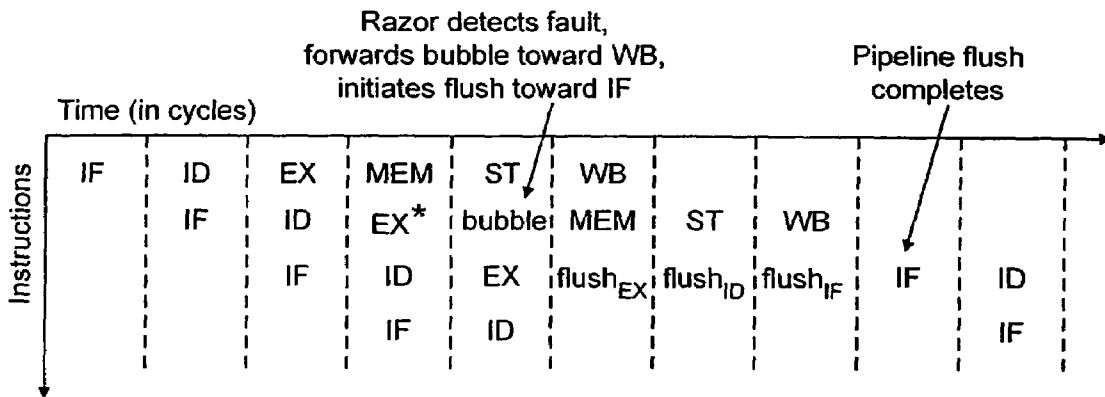 Razor detects fault,
forwards bubble toward WB,
initiates flush toward IF
Pipeline flush
completes
Time (in cycles)
Instructions
IF ID EX MEM ST WB
IF ID EX* bubble MEM ST WB
IF ID EX flushEX flushID flushIF IF ID
IF ID IF